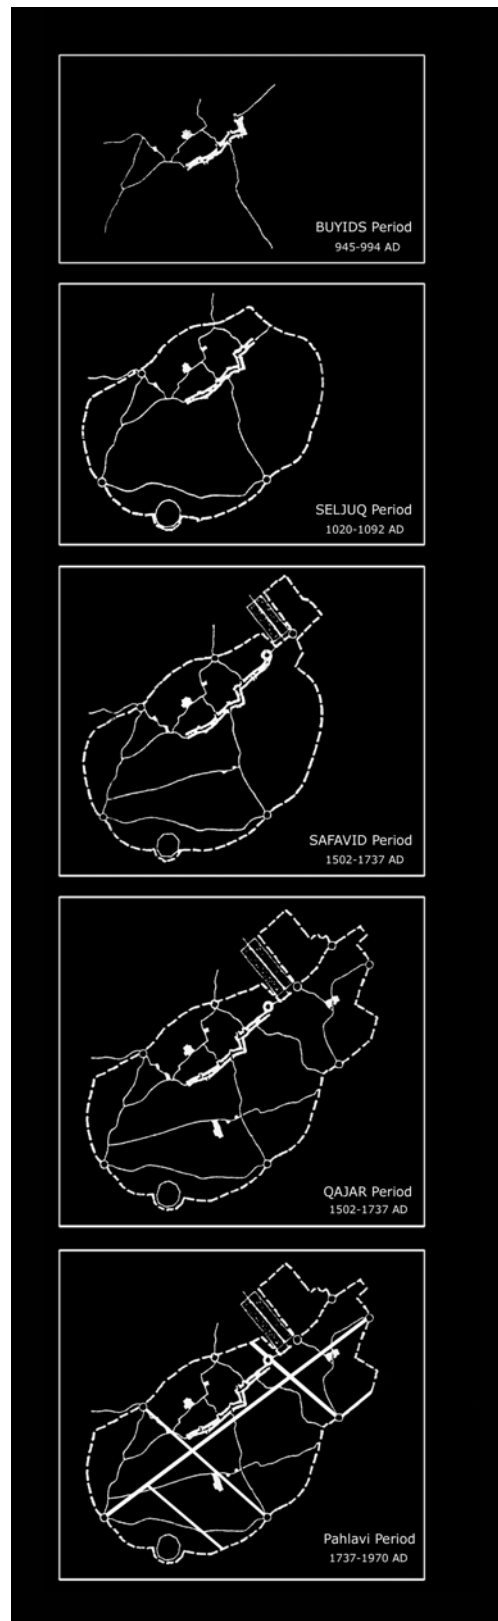 BUYIDS Period
945-994 AD
SELJUQ Period
1020-1092 AD
SAFAVID Period
1502-1737 AD
QAJAR Period
1502-1737 AD
Pahlavi Period
1737-1970 AD